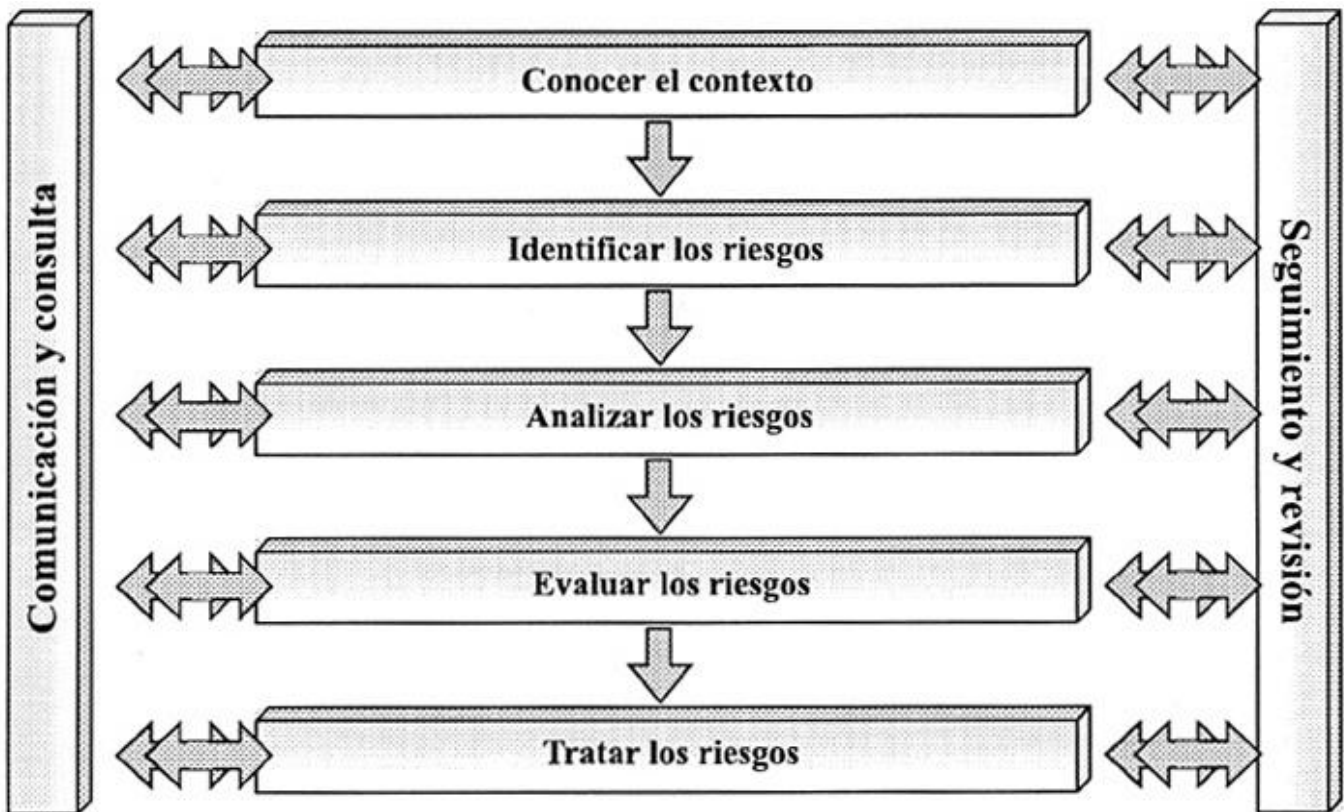 Comunicación y consulta
Conocer el contexto
Identificar los riesgos
Analizar los riesgos
Evaluar los riesgos
Tratar los riesgos
Seguimiento y revisión